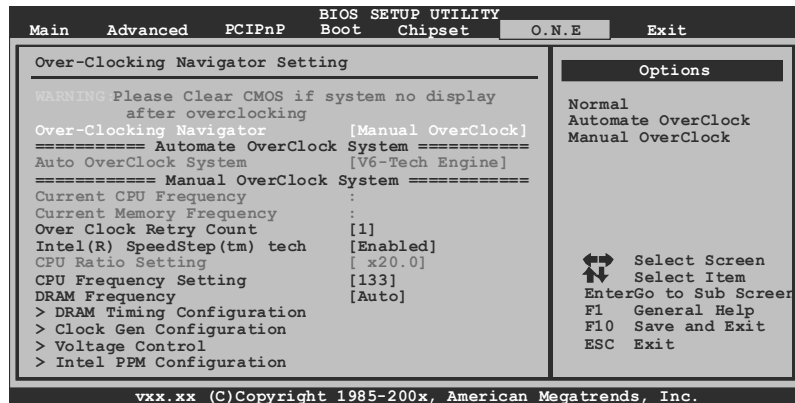 BIOS SETUP UTILITY
Main Advanced PCIPnP Boot Chipset O.N.E Exit
Over-Clocking Navigator Setting
WARNING:Please Clear CMOS if system no display
after overclocking
Over-Clocking Navigator [Manual OverClock]
=========== Automate OverClock System ===========
Auto OverClock System [V6-Tech Engine]
============ Manual OverClock System ============
Current CPU Frequency :
Current Memory Frequency :
Over Clock Retry Count [1]
Intel(R) SpeedStep(tm) tech [Enabled]
CPU Ratio Setting [ x20.0]
CPU Frequency Setting [133]
DRAM Frequency [Auto]
> DRAM Timing Configuration
> Clock Gen Configuration
> Voltage Control
> Intel PPM Configuration
Options
Normal
Automate OverClock
Manual OverClock
Select Screen
Select Item
EnterGo to Sub Screen
F1 General Help
F10 Save and Exit
ESC Exit
vxx.xx (C)Copyright 1985-200x, American Megatrends, Inc.